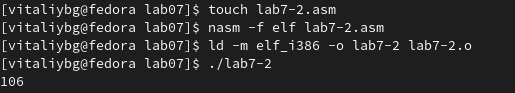 [vitaliybg@fedora lab07]$ touch lab7-2.asm
[vitaliybg@fedora lab07]$ nasm -f elf lab7-2.asm
[vitaliybg@fedora lab07]$ ld -m elf_i386 -o lab7-2 lab7-2.o
[vitaliybg@fedora lab07]$ ./lab7-2
106